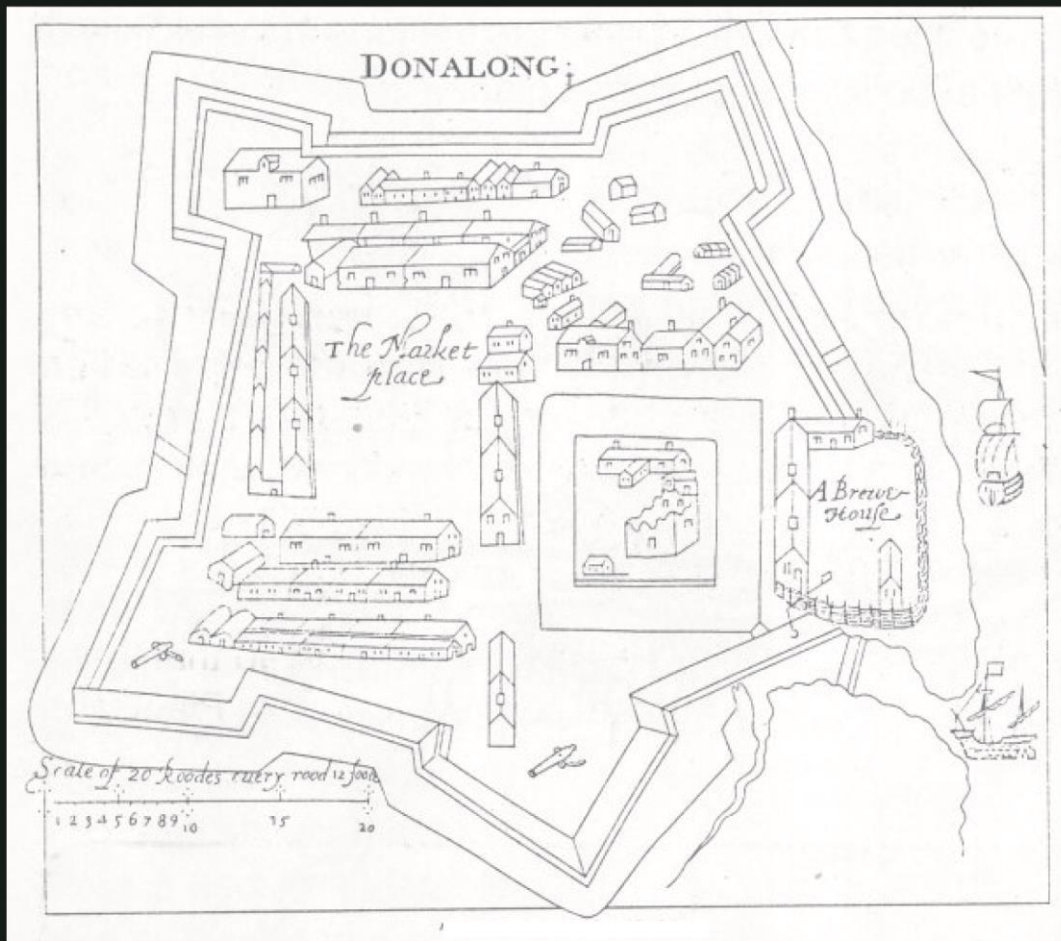 DONALONG
The Market
place
A Brewe
House
Scale of 20 Roodes every rood 12 foote
1 2 3 4 5 6 7 8 9 10 15 20